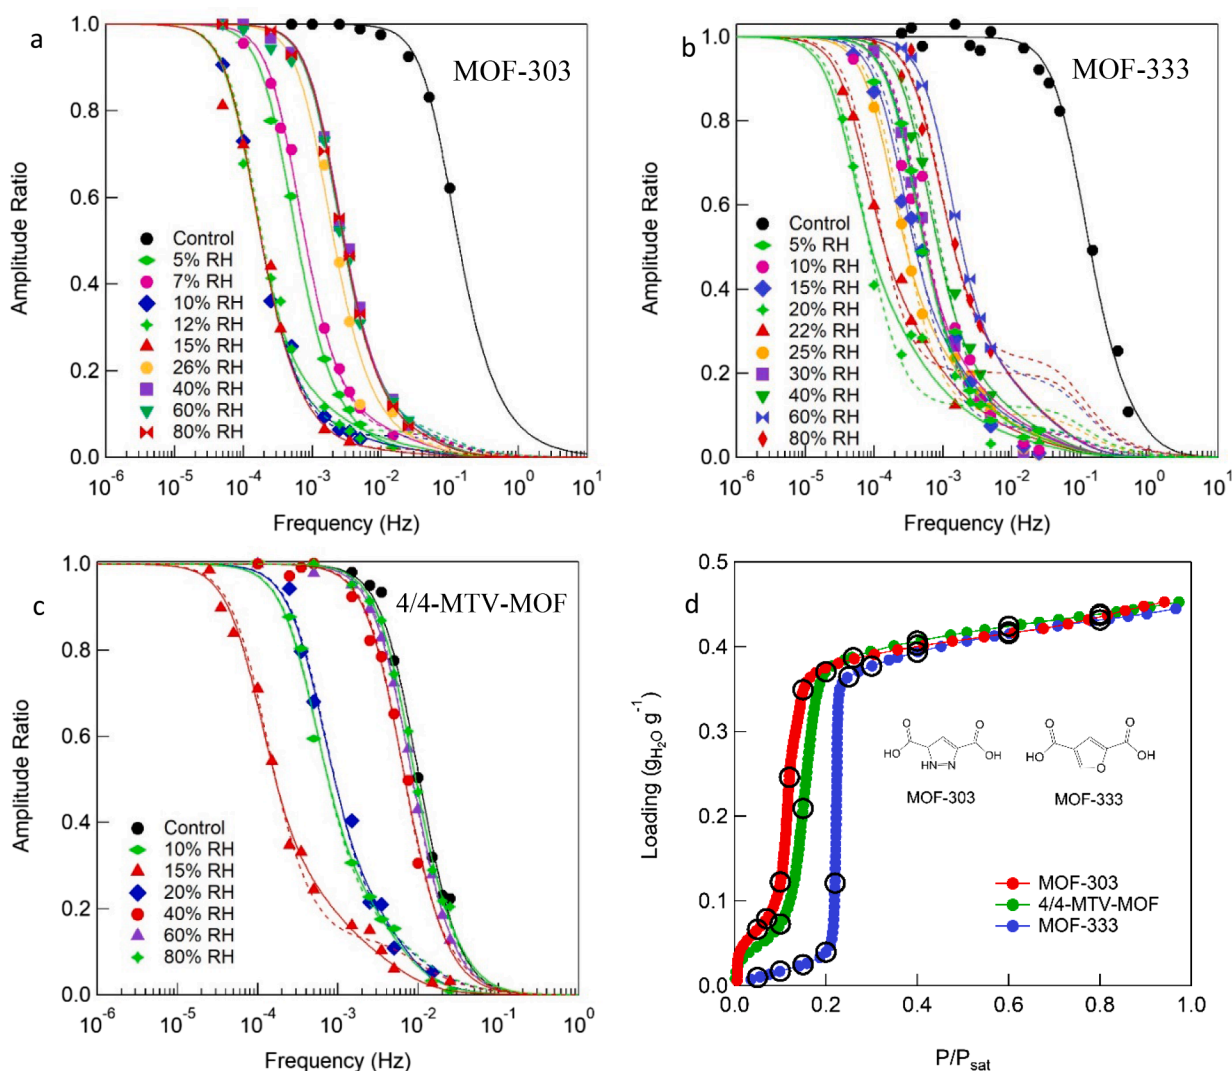 a
MOF-303
Amplitude Ratio
1.0
0.8
0.6
0.4
0.2
0.0
Control
5% RH
7% RH
10% RH
12% RH
15% RH
26% RH
40% RH
60% RH
80% RH
10⁻⁶ 10⁻⁵ 10⁻⁴ 10⁻³ 10⁻² 10⁻¹ 10⁰ 10¹
Frequency (Hz)
b
MOF-333
Amplitude Ratio
1.0
0.8
0.6
0.4
0.2
0.0
Control
5% RH
10% RH
15% RH
20% RH
22% RH
25% RH
30% RH
40% RH
60% RH
80% RH
10⁻⁶ 10⁻⁵ 10⁻⁴ 10⁻³ 10⁻² 10⁻¹ 10⁰ 10¹
Frequency (Hz)
c
4/4-MTV-MOF
Amplitude Ratio
1.0
0.8
0.6
0.4
0.2
0.0
Control
10% RH
15% RH
20% RH
40% RH
60% RH
80% RH
10⁻⁶ 10⁻⁵ 10⁻⁴ 10⁻³ 10⁻² 10⁻¹ 10⁰
Frequency (Hz)
d
Loading (g_H₂O g⁻¹)
0.5
0.4
0.3
0.2
0.1
0.0
O O
HO OH
HN-N
MOF-303
O O
HO OH
O
MOF-333
MOF-303
4/4-MTV-MOF
MOF-333
0.0 0.2 0.4 0.6 0.8 1.0
P/P_sat